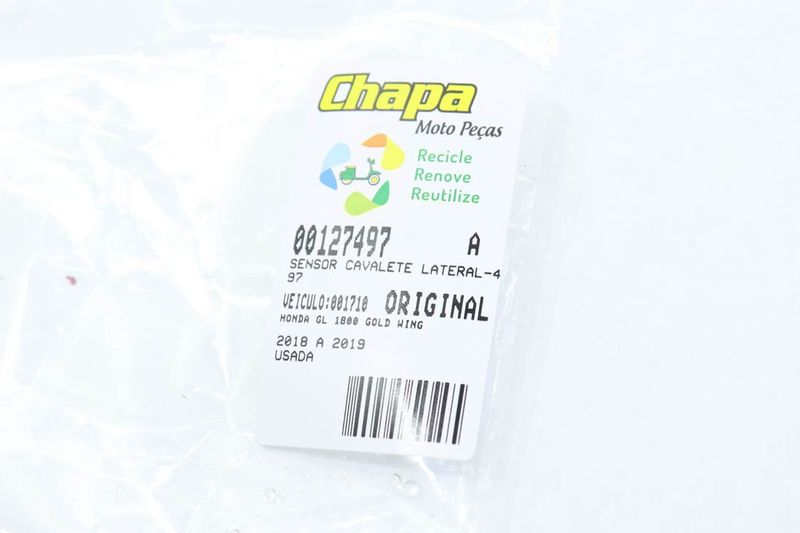 Chapa
Moto Peças
Recicle
Renove
Reutilize
00127497 A
SENSOR CAVALETE LATERAL-4
97
VEICULO:001710 ORIGINAL
HONDA GL 1800 GOLD WING
2018 A 2019
USADA